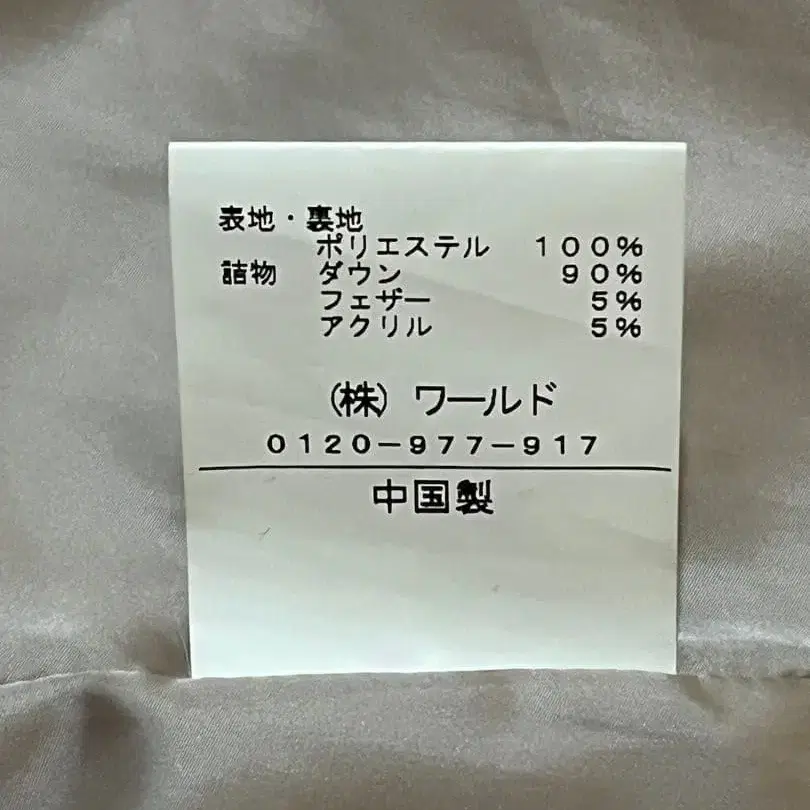 表地・裏地
ポリエステル １００％
詰物 ダウン ９０％
フェザー ５％
アクリル ５％
（株）ワールド
０１２０－９７７－９１７
中国製